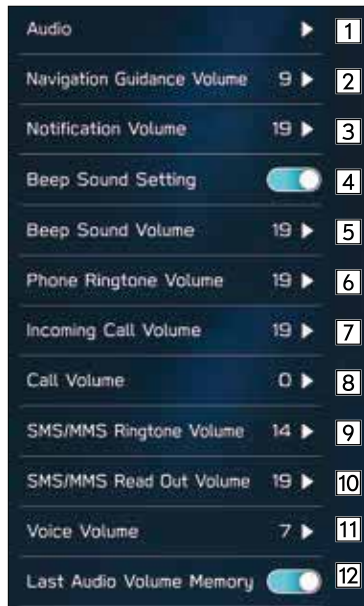 Audio 1
Navigation Guidance Volume 9 2
Notification Volume 19 3
Beep Sound Setting 4
Beep Sound Volume 19 5
Phone Ringtone Volume 19 6
Incoming Call Volume 19 7
Call Volume 0 8
SMS/MMS Ringtone Volume 14 9
SMS/MMS Read Out Volume 19 10
Voice Volume 7 11
Last Audio Volume Memory 12